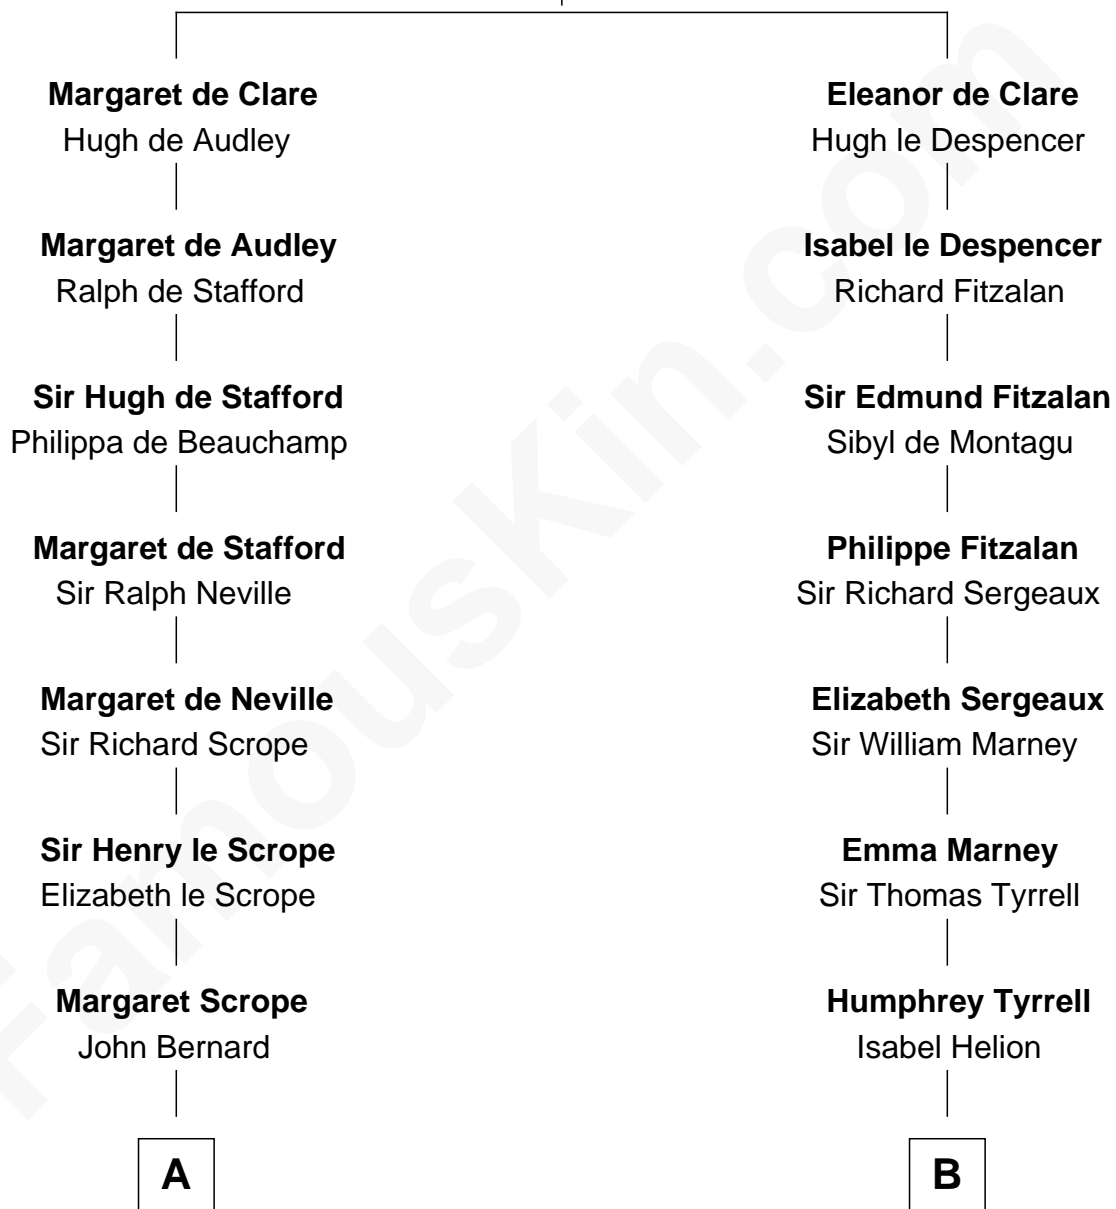 Margaret de Clare
Hugh de Audley
Margaret de Audley
Ralph de Stafford
Sir Hugh de Stafford
Philippa de Beauchamp
Margaret de Stafford
Sir Ralph Neville
Margaret de Neville
Sir Richard Scrope
Sir Henry le Scrope
Elizabeth le Scrope
Margaret Scrope
John Bernard
A
Eleanor de Clare
Hugh le Despencer
Isabel le Despencer
Richard Fitzalan
Sir Edmund Fitzalan
Sibyl de Montagu
Philippe Fitzalan
Sir Richard Sergeaux
Elizabeth Sergeaux
Sir William Marney
Emma Marney
Sir Thomas Tyrrell
Humphrey Tyrrell
Isabel Helion
B
FamousKin.com